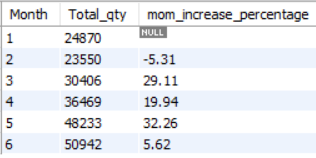 Month Total_qty mom_increase_percentage
1 24870 NULL
2 23550 -5.31
3 30406 29.11
4 36469 19.94
5 48233 32.26
6 50942 5.62